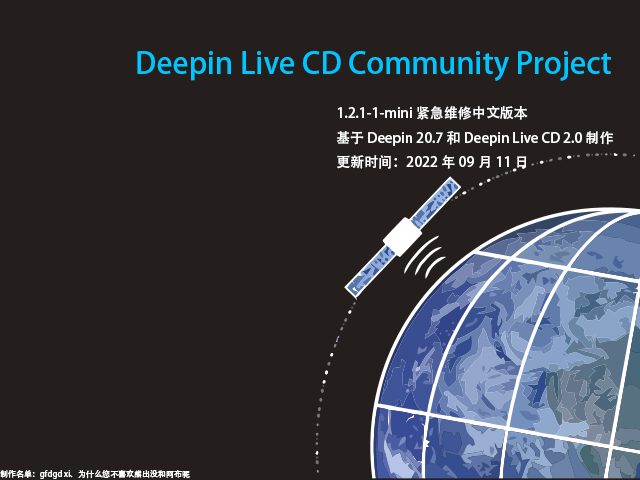 Deepin Live CD Community Project
1.2.1-1-mini 紧急维修中文版本
基于 Deepin 20.7 和 Deepin Live CD 2.0 制作
更新时间：2022 年 09 月 11 日
制作名单：gfdgd xi、为什么您不喜欢熊出没和阿布呢